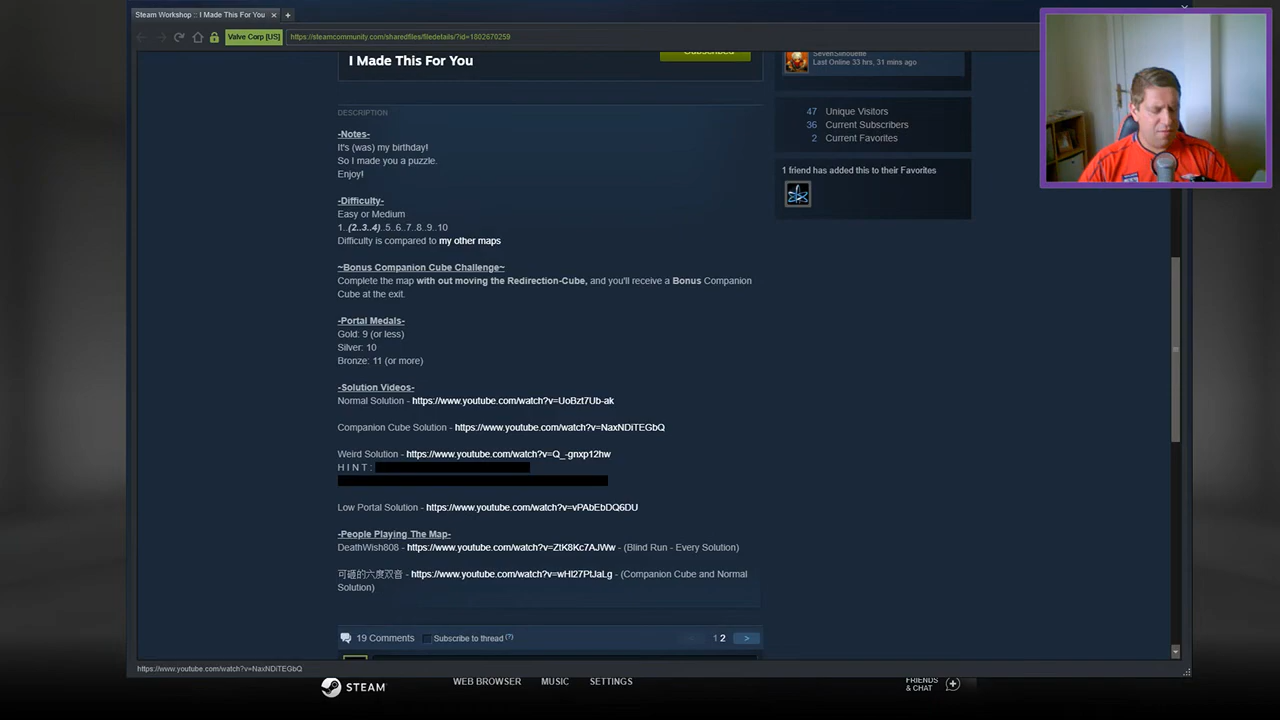 Steam Workshop :: I Made This For You
Valve Corp [US]
https://steamcommunity.com/sharedfiles/filedetails/?id=1802670259
I Made This For You
Subscribed
SevenSilhouette
Last Online 33 hrs, 31 mins ago
DESCRIPTION
47 Unique Visitors
36 Current Subscribers
2 Current Favorites
1 friend has added this to their Favorites
-Notes-
It's (was) my birthday!
So I made you a puzzle.
Enjoy!
-Difficulty-
Easy or Medium
1..(2..3..4)..5..6..7..8..9..10
Difficulty is compared to my other maps
~Bonus Companion Cube Challenge~
Complete the map with out moving the Redirection-Cube, and you'll receive a Bonus Companion
Cube at the exit.
-Portal Medals-
Gold: 9 (or less)
Silver: 10
Bronze: 11 (or more)
-Solution Videos-
Normal Solution - https://www.youtube.com/watch?v=UoBzt7Ub-ak
Companion Cube Solution - https://www.youtube.com/watch?v=NaxNDiTEGbQ
Weird Solution - https://www.youtube.com/watch?v=Q_-gnxp12hw
H I N T :
Low Portal Solution - https://www.youtube.com/watch?v=vPAbEbDQ6DU
-People Playing The Map-
DeathWish808 - https://www.youtube.com/watch?v=ZtK8Kc7AJWw - (Blind Run - Every Solution)
可砸的六度双音 - https://www.youtube.com/watch?v=wHI27PtJaLg - (Companion Cube and Normal
Solution)
19 Comments
Subscribe to thread (?)
1 2 >
https://www.youtube.com/watch?v=NaxNDiTEGbQ
STEAM
WEB BROWSER
MUSIC
SETTINGS
FRIENDS
& CHAT